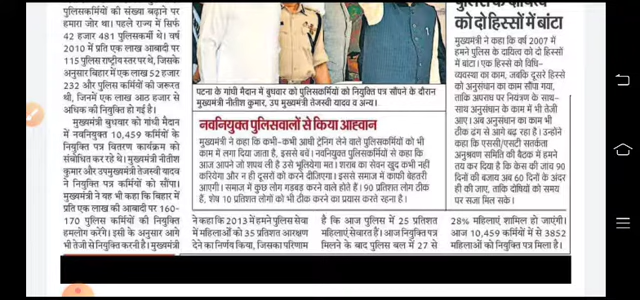 पुलिसकर्मियों की संख्या बढ़ाने पर
हमारा जोर था। पहले राज्य में सिर्फ
42 हजार 481 पुलिसकर्मी थे। वर्ष
2010 में प्रति एक लाख आबादी पर
115 पुलिस राष्ट्रीय स्तर पर थे, जिसके
अनुसार बिहार में एक लाख 52 हजार
232 और पुलिस कर्मियों की जरूरत
थी, जिनमें एक लाख आठ हजार से
अधिक की नियुक्त हो गई है।
मुख्यमंत्री बुधवार को गांधी मैदान
में नवनियुक्त 10,459 कर्मियों के
नियुक्त पत्र वितरण कार्यक्रम को
संबोधित कर रहे थे। मुख्यमंत्री नीतीश
कुमार और उपमुख्यमंत्री तेजस्वी यादव
ने नियुक्त पत्र कर्मियों को सौंपा।
मुख्यमंत्री ने यह भी कहा कि बिहार
में प्रति एक लाख की आबादी पर 160-
170 पुलिस कर्मियों की नियुक्त
हमलोग करेंगे। इसी के अनुसार आगे
भी तेजी से नियुक्त करनी है। मुख्यमंत्री
पटना के गांधी मैदान में बुधवार को पुलिसकर्मियों को नियुक्त पत्र सौंपने के दौरान
मुख्यमंत्री नीतीश कुमार, उप मुख्यमंत्री तेजस्वी यादव व अन्य।
नवनियुक्त पुलिसवालों से किया आह्वान
मुख्यमंत्री ने कहा कि कभी-कभी आधी ट्रेनिंग लेने वाले पुलिसकर्मियों को भी
काम में लगा दिया जाता है, इससे बचें। नवनियुक्त पुलिसकर्मियों से कहा कि
आज आपने जो शपथ ली है उसे भूलियेगा मत। शराब का सेवन खुद कभी नहीं
करियेगा और न ही दूसरों को करने दीजिएगा। इससे समाज में काफी बेहतरी
आएगी। समाज में कुछ लोग गड़बड़ करने वाले होते हैं। 90 प्रतिशत लोग ठीक
हैं, शेष 10 प्रतिशत लोगों को भी ठीक करने का प्रयास करते रहना है।
ने कहा कि 2013 में हमने पुलिस सेवा
में महिलाओं को 35 प्रतिशत आरक्षण
देने का निर्णय किया, जिसका परिणाम
है कि आज पुलिस में 25 प्रतिशत
महिलाएं सेवारत हैं। आज नियुक्त पत्र
मिलने के बाद पुलिस बल में 27 से
28% महिलाएं शामिल हो जाएंगी।
आज 10,459 कर्मियों में से 3852
महिलाओं को नियुक्त पत्र मिला है।
पुलिस के दायित्व
को दो हिस्सों में बांटा
मुख्यमंत्री ने कहा कि वर्ष 2007 में
हमने पुलिस के दायित्व को दो हिस्सों
में बांटा। एक हिस्से को विधि-
व्यवस्था का काम, जबकि दूसरे हिस्से
को अनुसंधान का काम सौंपा गया,
ताकि अपराध पर नियंत्रण के साथ-
साथ अनुसंधान के काम में भी तेजी
आए। अब अनुसंधान का काम भी
ठीक ढंग से आगे बढ़ रहा है। उन्होंने
कहा कि एससी/एसटी सतर्कता
अनुश्रवण समिति की बैठक में हमने
तय कर दिया है कि केस की जांच 90
दिनों की बजाय अब 60 दिनों के अंदर
ही की जाए, ताकि दोषियों को समय
पर सजा मिल सके।